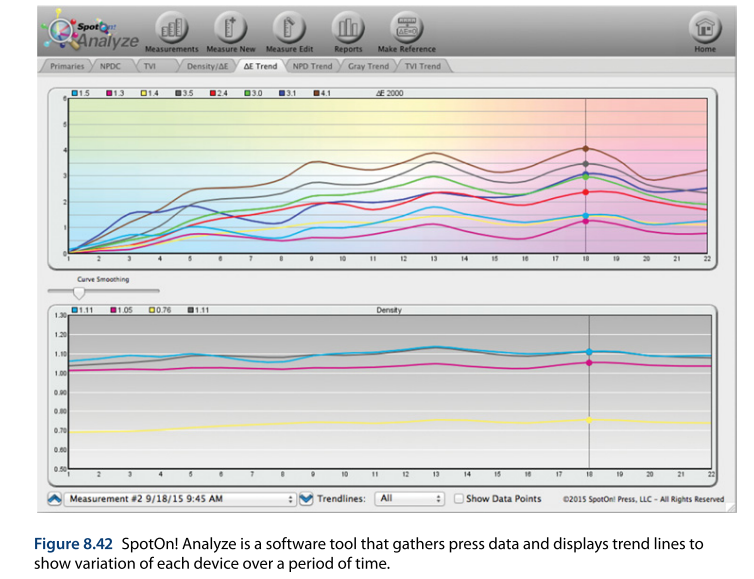 SpotOn!
Analyze
Measurements Measure New Measure Edit Reports Make Reference Home
Primaries NPDC TVI Density/ΔE ΔE Trend NPD Trend Gray Trend TVI Trend
1.5 1.3 1.4 3.5 2.4 3.0 3.1 4.1 ΔE 2000
6
5
4
3
2
1
0
1 2 3 4 5 6 7 8 9 10 11 12 13 14 15 16 17 18 19 20 21 22
Curve Smoothing
1.11 1.05 0.76 1.11 Density
1.30
1.20
1.10
1.00
0.90
0.80
0.70
0.60
0.50
1 2 3 4 5 6 7 8 9 10 11 12 13 14 15 16 17 18 19 20 21 22
Measurement #2 9/18/15 9:45 AM Trendlines: All Show Data Points ©2015 SpotOn! Press, LLC – All Rights Reserved
Figure 8.42 SpotOn! Analyze is a software tool that gathers press data and displays trend lines to
show variation of each device over a period of time.